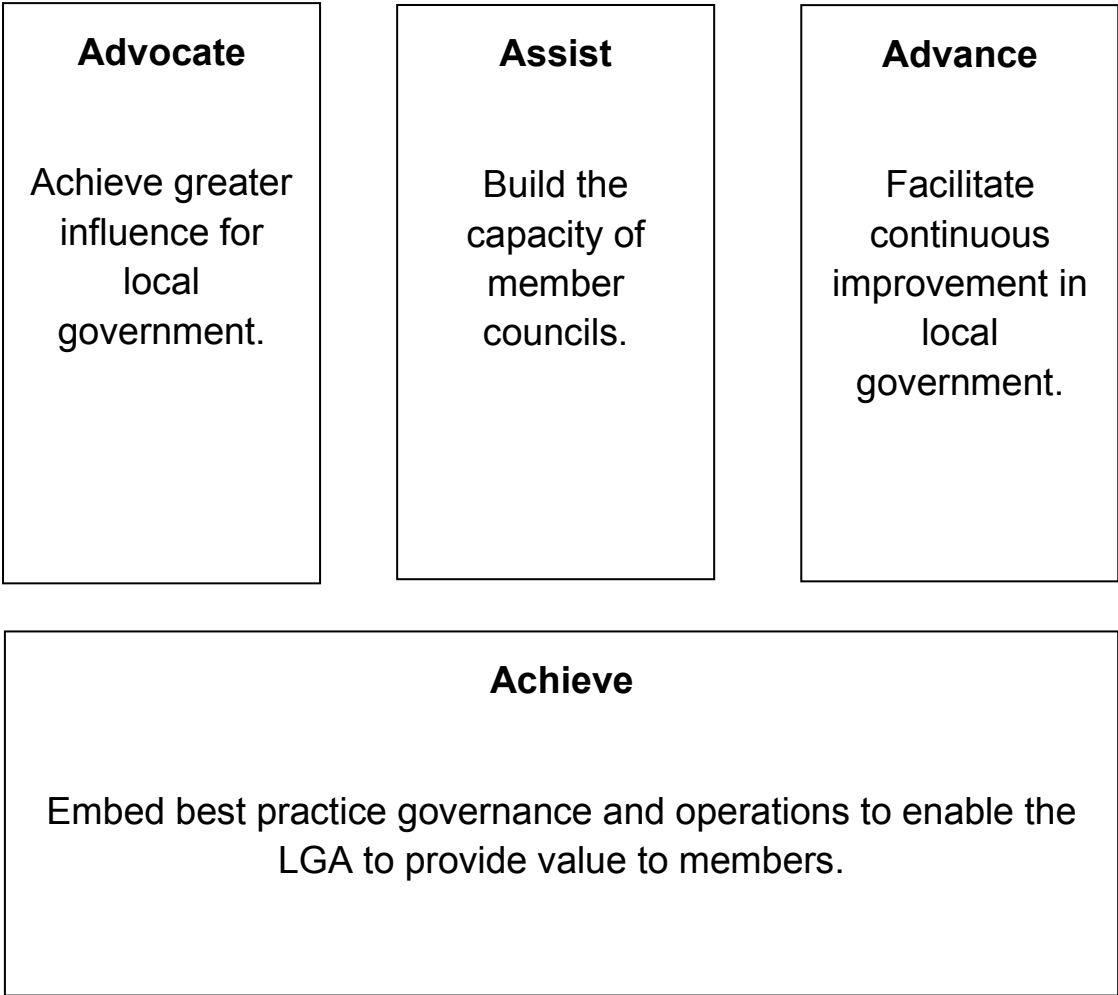 Advocate
Achieve greater
influence for
local
government.
Assist
Build the
capacity of
member
councils.
Advance
Facilitate
continuous
improvement in
local
government.
Achieve
Embed best practice governance and operations to enable the
LGA to provide value to members.